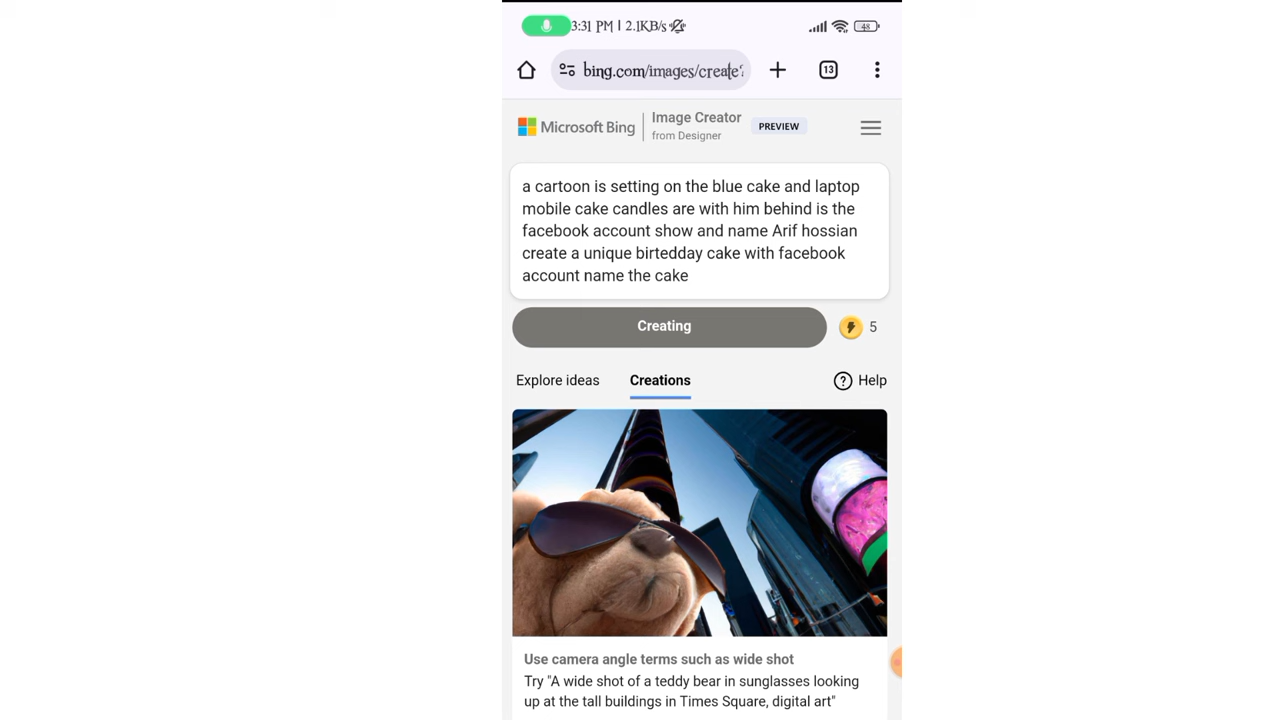 3:31 PM | 2.1KB/s
48
bing.com/images/create?
13
Microsoft Bing
Image Creator
from Designer
PREVIEW
a cartoon is setting on the blue cake and laptop
mobile cake candles are with him behind is the
facebook account show and name Arif hossian
create a unique birtedday cake with facebook
account name the cake
Creating
5
Explore ideas
Creations
Help
Use camera angle terms such as wide shot
Try "A wide shot of a teddy bear in sunglasses looking
up at the tall buildings in Times Square, digital art"